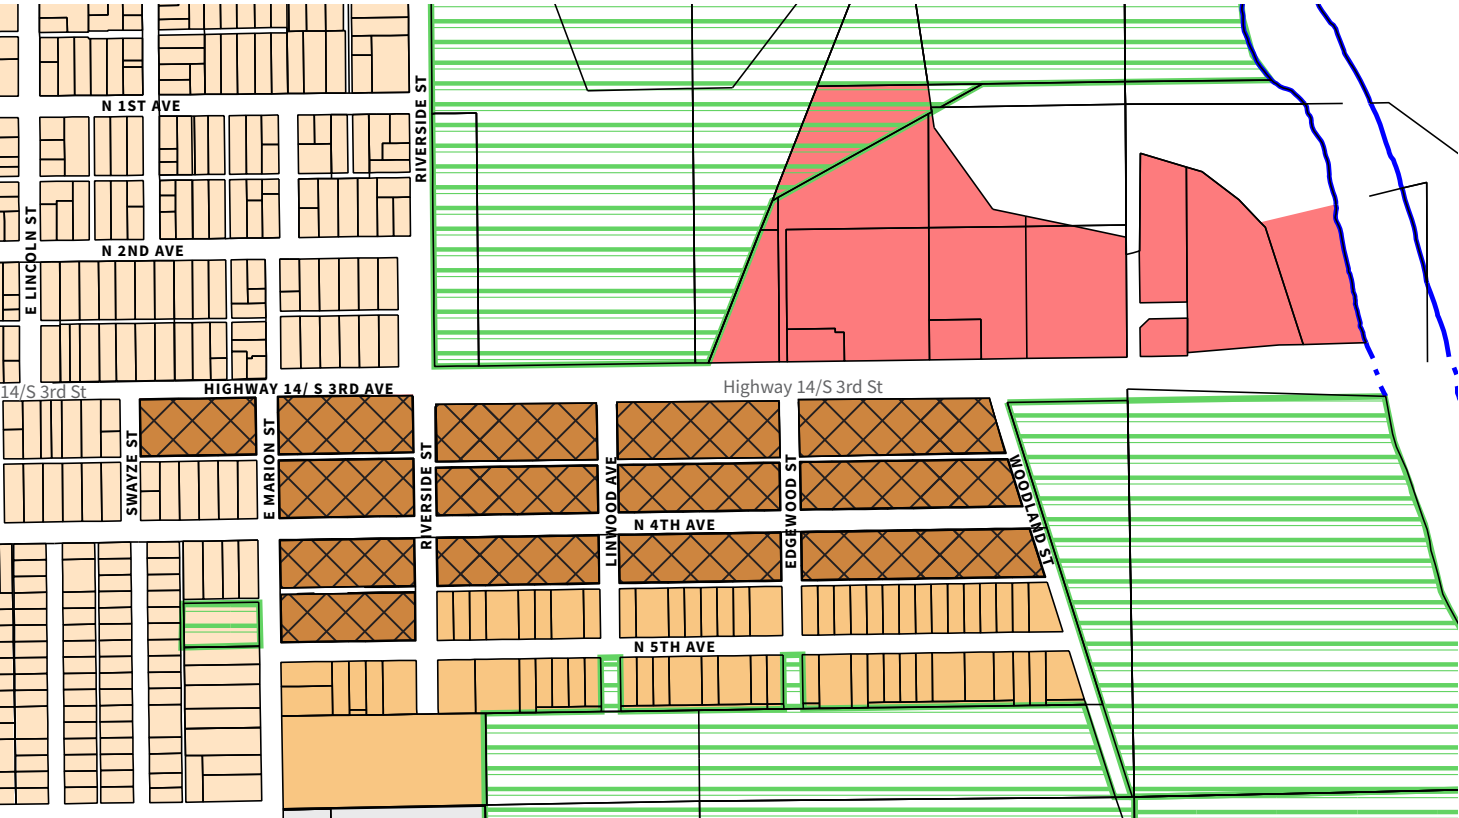 N 1ST AVE
RIVERSIDE ST
E LINCOLN ST
N 2ND AVE
14/S 3rd St
HIGHWAY 14/ S 3RD AVE
Highway 14/S 3rd St
SWAYZE ST
E MARION ST
RIVERSIDE ST
LINWOOD AVE
EDGEWOOD ST
WOODLAND ST
N 4TH AVE
N 5TH AVE